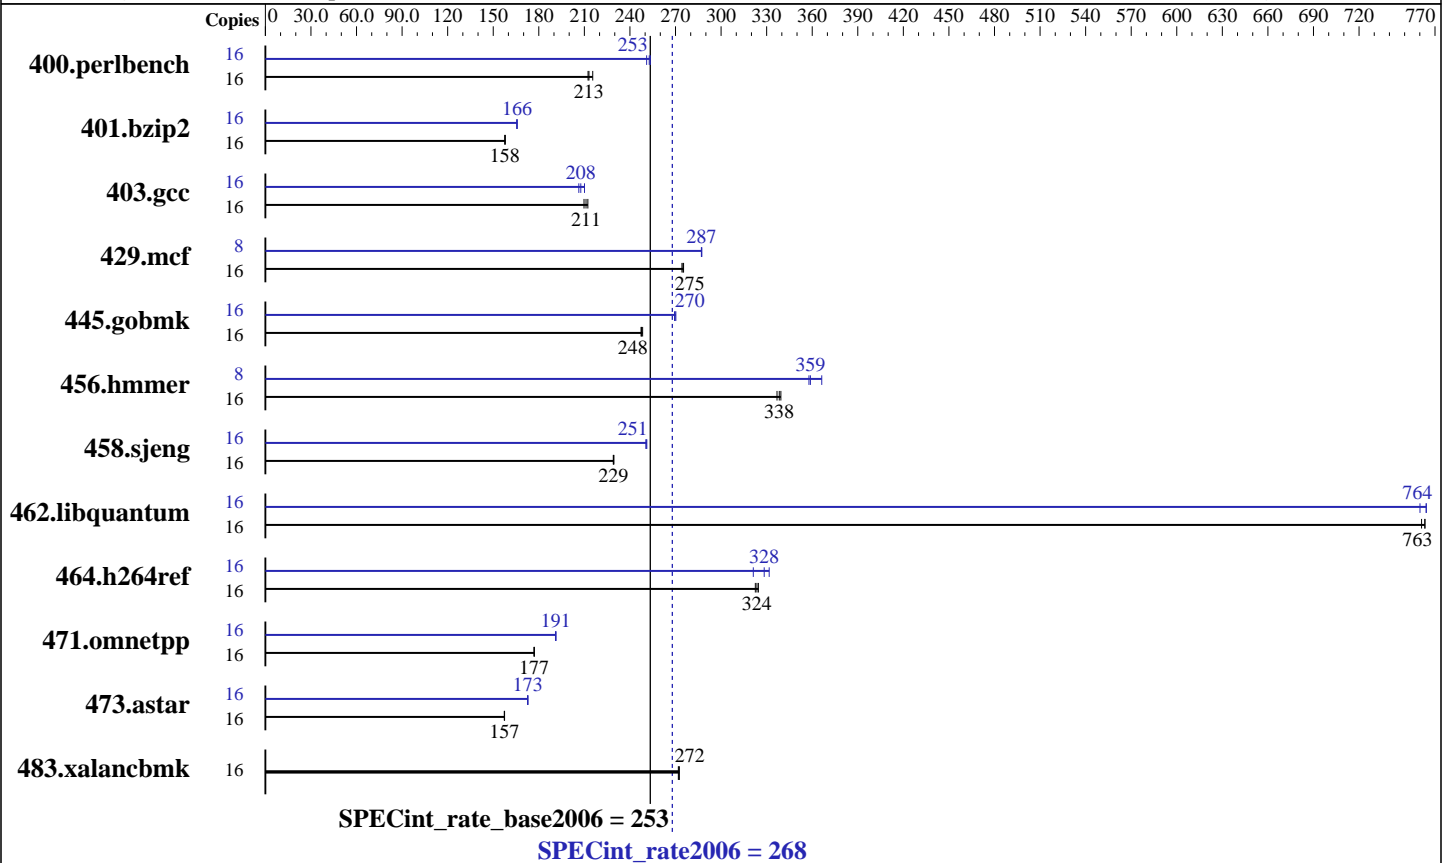 Copies 0 30.0 60.0 90.0 120 150 180 210 240 270 300 330 360 390 420 450 480 510 540 570 600 630 660 690 720 770
400.perlbench 16 253
16 213
401.bzip2 16 166
16 158
403.gcc 16 208
16 211
429.mcf 8 287
16 275
445.gobmk 16 270
16 248
456.hmmer 8 359
16 338
458.sjeng 16 251
16 229
462.libquantum 16 764
16 763
464.h264ref 16 328
16 324
471.omnetpp 16 191
16 177
473.astar 16 173
16 157
483.xalancbmk 16 272
SPECint_rate_base2006 = 253
SPECint_rate2006 = 268